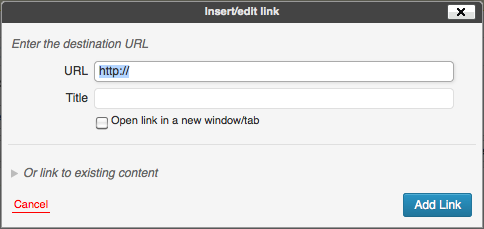 Insert/edit link
Enter the destination URL
URL http://
Title
Open link in a new window/tab
Or link to existing content
Cancel Add Link